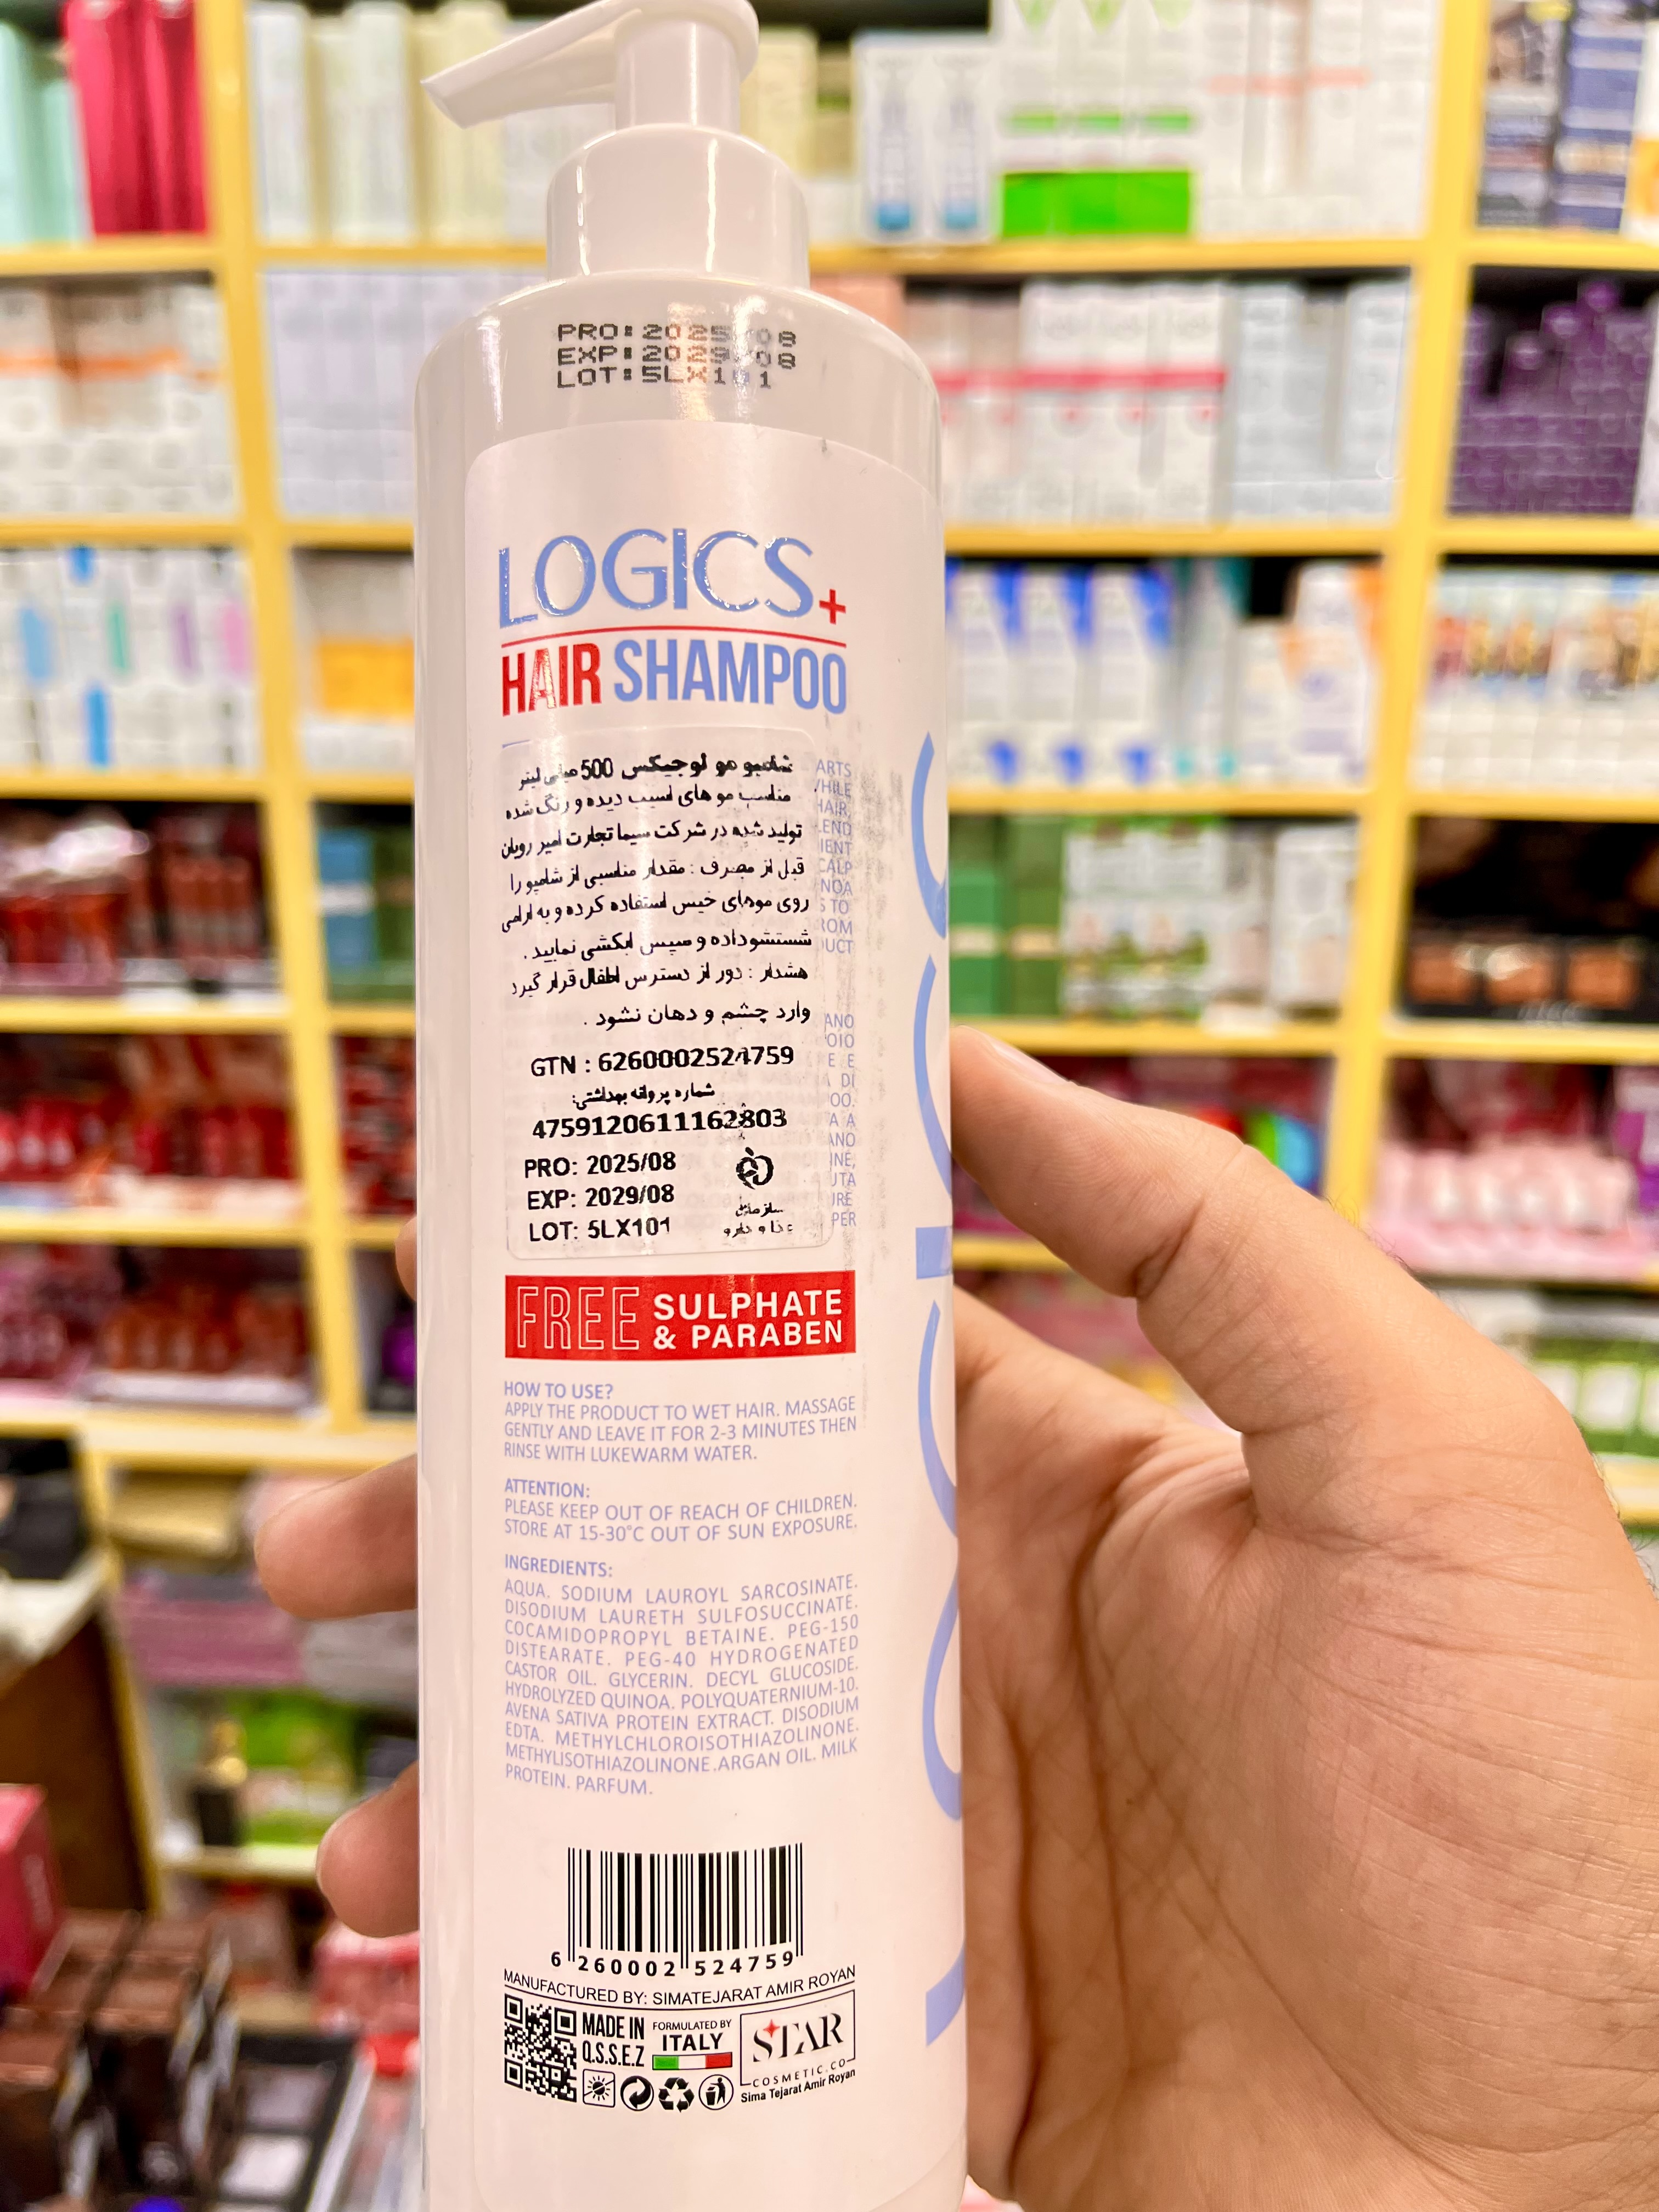 PRO: 2025/08
EXP: 2029/08
LOT: 5LX101
LOGICS+
HAIR SHAMPOO
شامپو مو لوجیکس 500 میلی لیتر
مناسب مو های اسیب دیده و رنگ شده
تولید شده در شرکت سیما تجارت امیر رویان
قبل از مصرف : مقدار مناسبی از شامپو را
روی موهای خیس استفاده کرده و به ارامی
شستشوداده و سپس ابکشی نمایید .
هشدار : دور از دسترس اطفال قرار گیرد
وارد چشم و دهان نشود .
GTN : 6260002524759
شماره پروانه بهداشتی:
4759120611162803
PRO: 2025/08
EXP: 2029/08
LOT: 5LX101
سازمان
غذا و دارو
FREE SULPHATE
& PARABEN
HOW TO USE?
APPLY THE PRODUCT TO WET HAIR. MASSAGE
GENTLY AND LEAVE IT FOR 2-3 MINUTES THEN
RINSE WITH LUKEWARM WATER.
ATTENTION:
PLEASE KEEP OUT OF REACH OF CHILDREN.
STORE AT 15-30°C OUT OF SUN EXPOSURE.
INGREDIENTS:
AQUA. SODIUM LAUROYL SARCOSINATE.
DISODIUM LAURETH SULFOSUCCINATE.
COCAMIDOPROPYL BETAINE. PEG-150
DISTEARATE. PEG-40 HYDROGENATED
CASTOR OIL. GLYCERIN. DECYL GLUCOSIDE.
HYDROLYZED QUINOA. POLYQUATERNIUM-10.
AVENA SATIVA PROTEIN EXTRACT. DISODIUM
EDTA. METHYLCHLOROISOTHIAZOLINONE.
METHYLISOTHIAZOLINONE.ARGAN OIL. MILK
PROTEIN. PARFUM.
6 260002 524759
MANUFACTURED BY: SIMATEJARAT AMIR ROYAN
MADE IN
Q.S.S.E.Z
FORMULATED BY
ITALY
STAR
COSMETIC.CO
Sima Tejarat Amir Royan